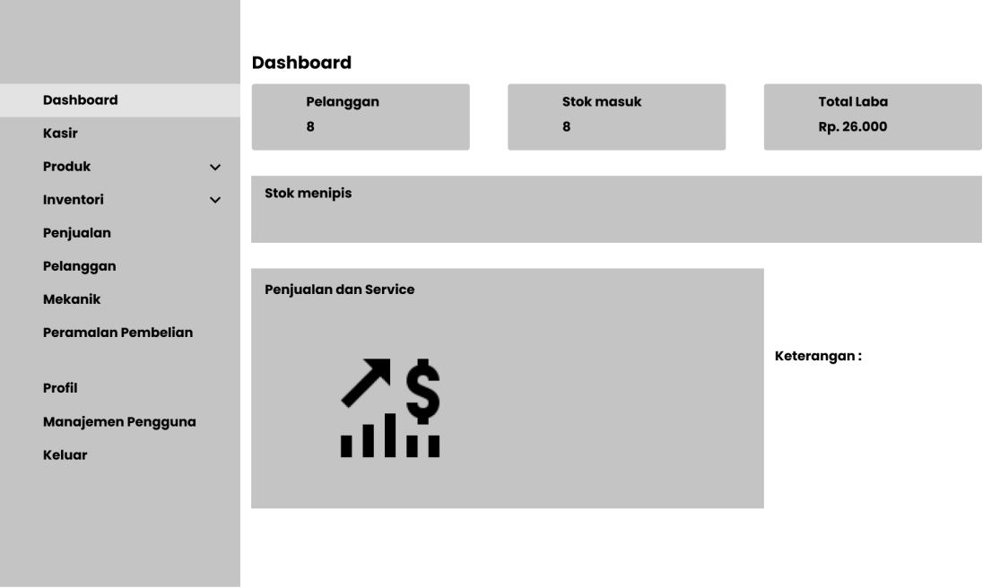 Dashboard
Kasir
Produk
Inventori
Penjualan
Pelanggan
Mekanik
Peramalan Pembelian
Profil
Manajemen Pengguna
Keluar
Dashboard
Pelanggan
8
Stok masuk
8
Total Laba
Rp. 26.000
Stok menipis
Penjualan dan Service
$
Keterangan :